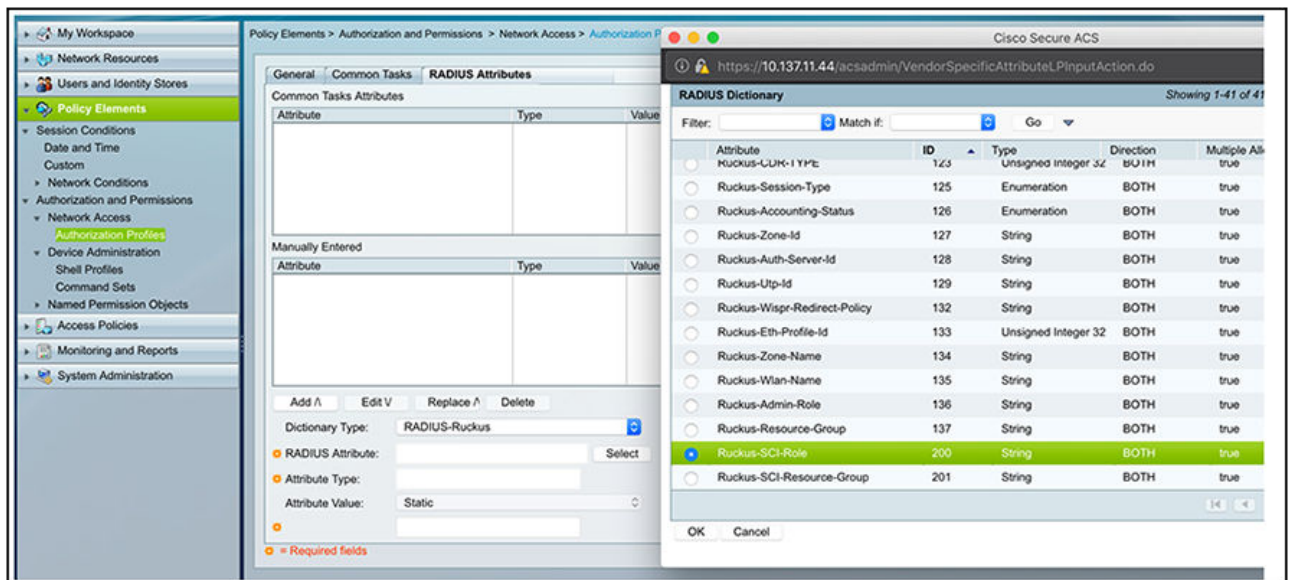 My Workspace
Network Resources
Users and Identity Stores
Policy Elements
Session Conditions
Date and Time
Custom
Network Conditions
Authorization and Permissions
Network Access
Authorization Profiles
Device Administration
Shell Profiles
Command Sets
Named Permission Objects
Access Policies
Monitoring and Reports
System Administration
Policy Elements > Authorization and Permissions > Network Access > Authorization P
General Common Tasks RADIUS Attributes
Common Tasks Attributes
Attribute Type Value
Manually Entered
Attribute Type Value
Add /\ Edit V Replace /\ Delete
Dictionary Type: RADIUS-Ruckus
RADIUS Attribute: Select
Attribute Type:
Attribute Value: Static
= Required fields
Cisco Secure ACS
https://10.137.11.44/acsadmin/VendorSpecificAttributeLPInputAction.do
RADIUS Dictionary Showing 1-41 of 41
Filter: Match if: Go
Attribute ID Type Direction Multiple All
Ruckus-CDR-TYPE 123 Unsigned Integer 32 BOTH true
Ruckus-Session-Type 125 Enumeration BOTH true
Ruckus-Accounting-Status 126 Enumeration BOTH true
Ruckus-Zone-Id 127 String BOTH true
Ruckus-Auth-Server-Id 128 String BOTH true
Ruckus-Utp-Id 129 String BOTH true
Ruckus-Wispr-Redirect-Policy 132 String BOTH true
Ruckus-Eth-Profile-Id 133 Unsigned Integer 32 BOTH true
Ruckus-Zone-Name 134 String BOTH true
Ruckus-Wlan-Name 135 String BOTH true
Ruckus-Admin-Role 136 String BOTH true
Ruckus-Resource-Group 137 String BOTH true
Ruckus-SCI-Role 200 String BOTH true
Ruckus-SCI-Resource-Group 201 String BOTH true
OK Cancel